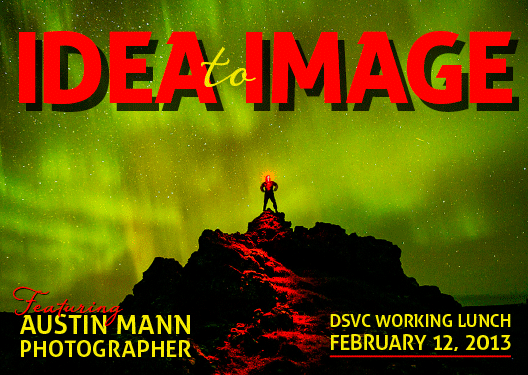 IDEA to IMAGE
Featuring
AUSTIN MANN
PHOTOGRAPHER
DSVC WORKING LUNCH
FEBRUARY 12, 2013